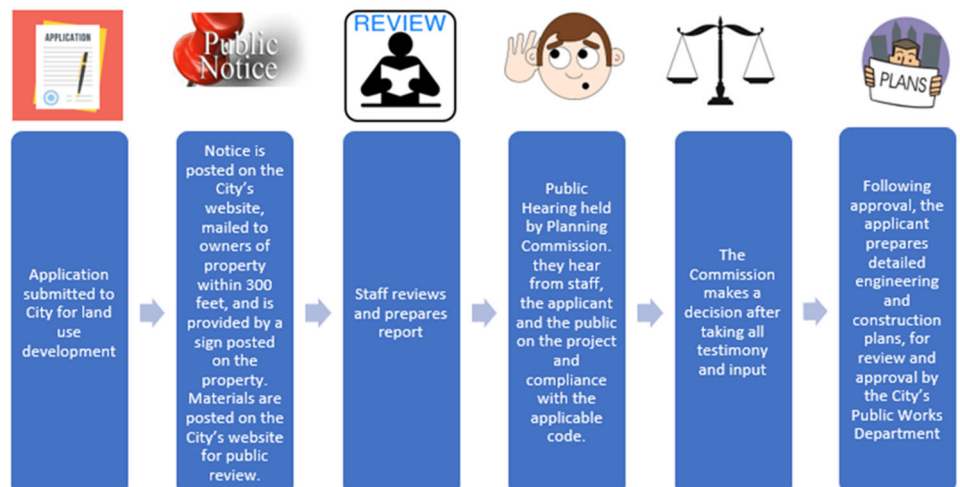 APPLICATION
Public
Notice
REVIEW
PLANS
Application
submitted to
City for land
use
development
Notice is
posted on the
City's
website,
mailed to
owners of
property
within 300
feet, and is
provided by a
sign posted
on the
property.
Materials are
posted on the
City's website
for public
review.
Staff reviews
and prepares
report
Public
Hearing held
by Planning
Commission.
they hear
from staff,
the applicant
and the public
on the project
and
compliance
with the
applicable
code.
The
Commission
makes a
decision after
taking all
testimony
and input
Following
approval, the
applicant
prepares
detailed
engineering
and
construction
plans, for
review and
approval by
the City's
Public Works
Department